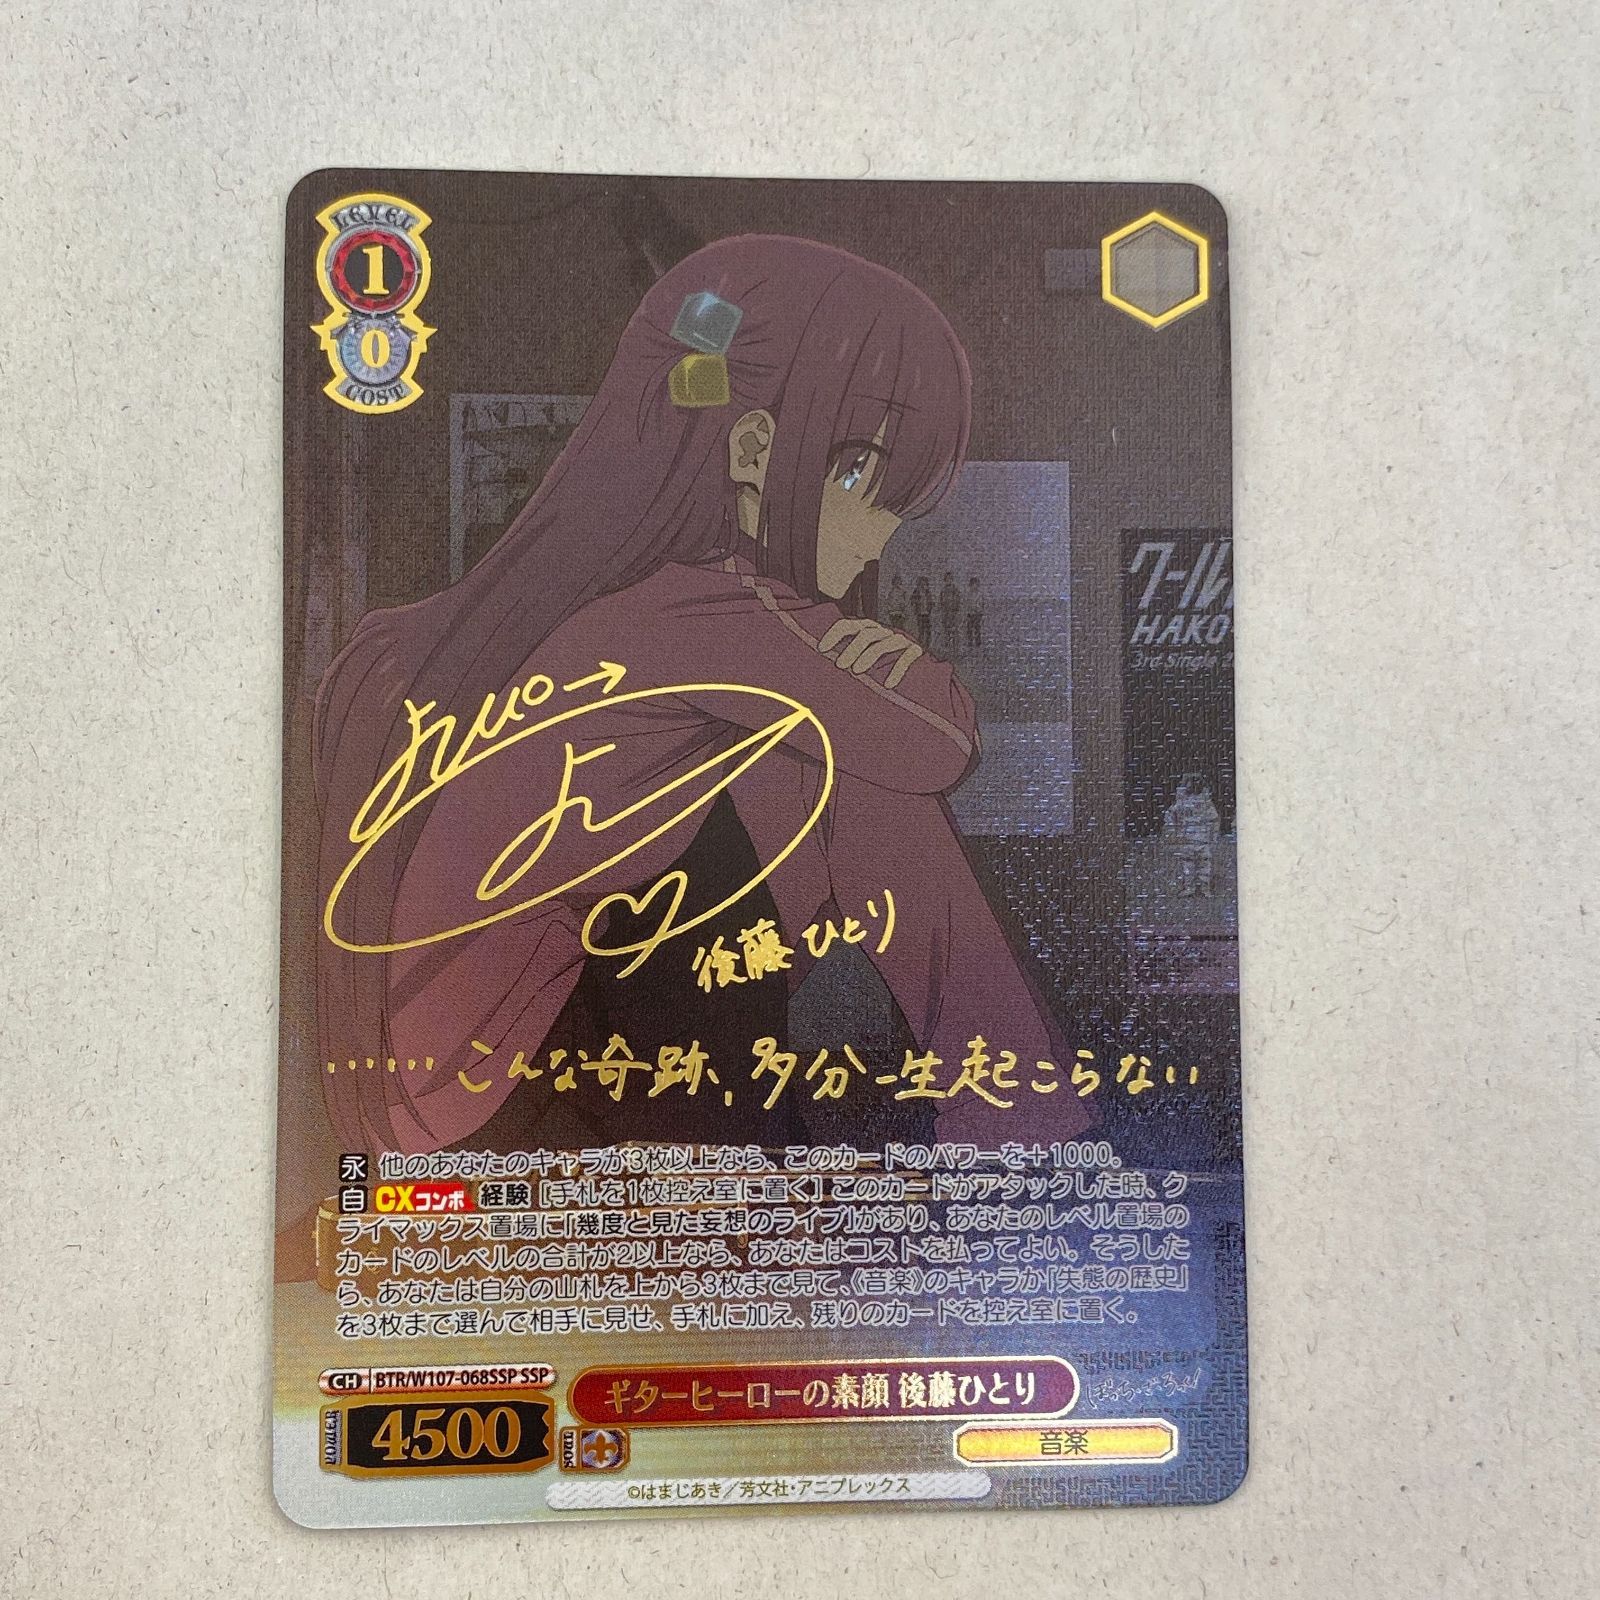 LEVEL
1
0
COST
クール
HAKO
3rd Single
後藤ひとり
……こんな奇跡、多分一生起こらない
永 他のあなたのキャラが3枚以上なら、このカードのパワーを＋1000。
自 CXコンボ 経験 [手札を1枚控え室に置く] このカードがアタックした時、ク
ライマックス置場に「幾度と見た妄想のライブ」があり、あなたのレベル置場の
カードのレベルの合計が2以上なら、あなたはコストを払ってよい。そうした
ら、あなたは自分の山札を上から3枚まで見て、《音楽》のキャラか「失態の歴史」
を3枚まで選んで相手に見せ、手札に加え、残りのカードを控え室に置く。
CH BTR/W107-068SSP SSP
ギターヒーローの素顔 後藤ひとり
ぼっち・ざ・ろっく!
POWER 4500
SOUL
音楽
©はまじあき／芳文社・アニプレックス